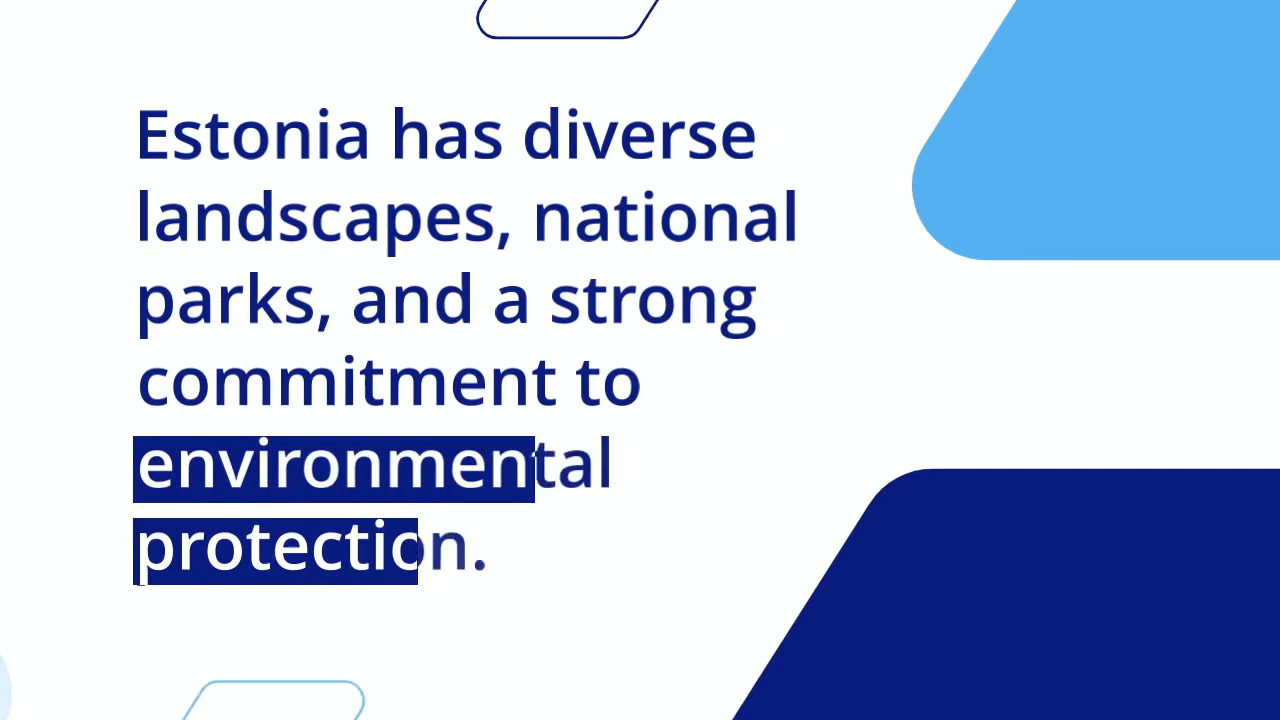 Estonia has diverse
landscapes, national
parks, and a strong
commitment to
environmental
protection.